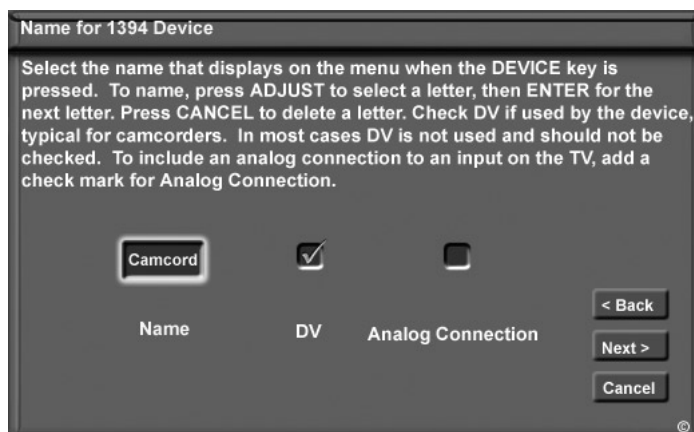 Name for 1394 Device
Select the name that displays on the menu when the DEVICE key is
pressed. To name, press ADJUST to select a letter, then ENTER for the
next letter. Press CANCEL to delete a letter. Check DV if used by the device,
typical for camcorders. In most cases DV is not used and should not be
checked. To include an analog connection to an input on the TV, add a
check mark for Analog Connection.
Camcord
Name
DV
Analog Connection
< Back
Next >
Cancel
©